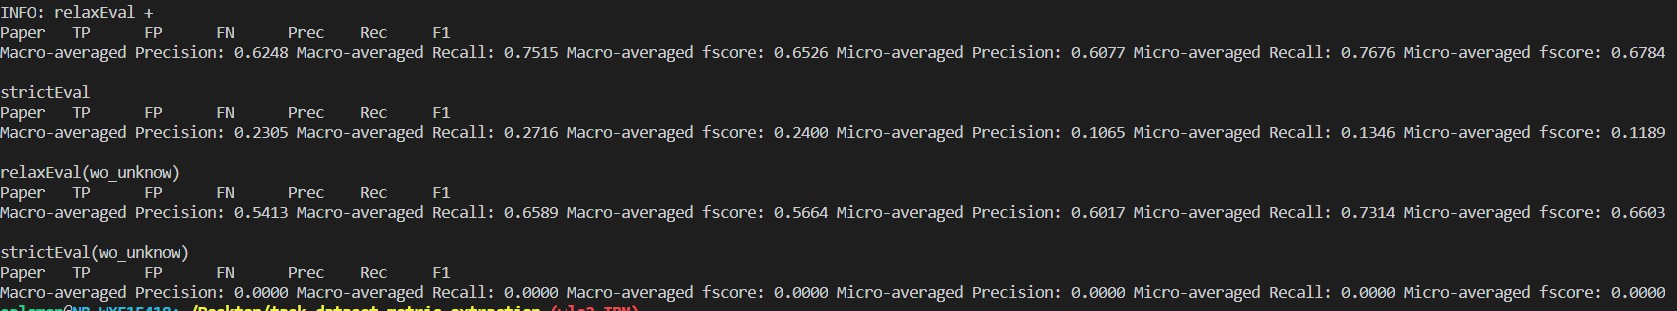 INFO: relaxEval +
Paper TP FP FN Prec Rec F1
Macro-averaged Precision: 0.6248 Macro-averaged Recall: 0.7515 Macro-averaged fscore: 0.6526 Micro-averaged Precision: 0.6077 Micro-averaged Recall: 0.7676 Micro-averaged fscore: 0.6784
strictEval
Paper TP FP FN Prec Rec F1
Macro-averaged Precision: 0.2305 Macro-averaged Recall: 0.2716 Macro-averaged fscore: 0.2400 Micro-averaged Precision: 0.1065 Micro-averaged Recall: 0.1346 Micro-averaged fscore: 0.1189
relaxEval(wo_unknow)
Paper TP FP FN Prec Rec F1
Macro-averaged Precision: 0.5413 Macro-averaged Recall: 0.6589 Macro-averaged fscore: 0.5664 Micro-averaged Precision: 0.6017 Micro-averaged Recall: 0.7314 Micro-averaged fscore: 0.6603
strictEval(wo_unknow)
Paper TP FP FN Prec Rec F1
Macro-averaged Precision: 0.0000 Macro-averaged Recall: 0.0000 Macro-averaged fscore: 0.0000 Micro-averaged Precision: 0.0000 Micro-averaged Recall: 0.0000 Micro-averaged fscore: 0.0000